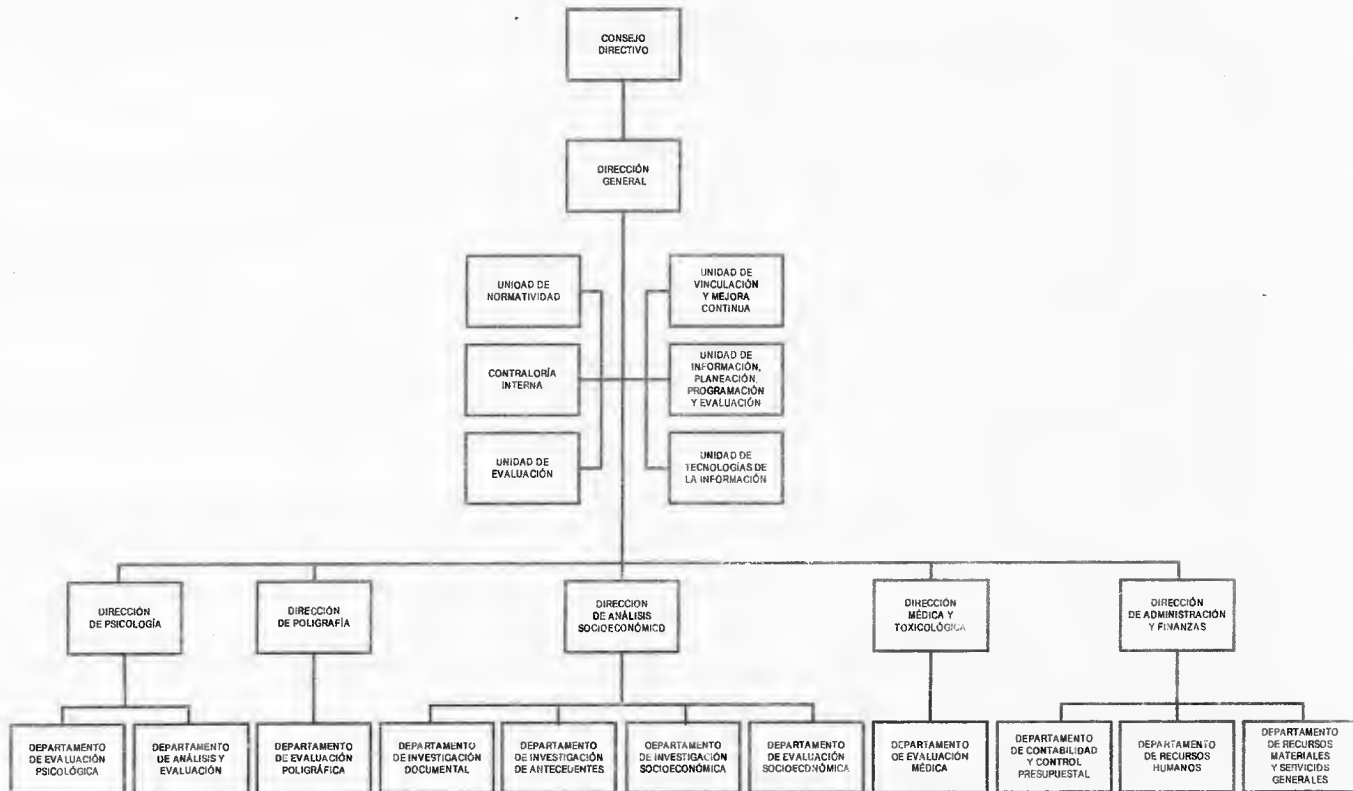 CONSEJO
DIRECTIVO
DIRECCIÓN
GENERAL
UNIDAD DE
NORMATIVIDAD
UNIDAD DE
VINCULACIÓN
Y MEJORA
CONTINUA
CONTRALORÍA
INTERNA
UNIDAD DE
INFORMACIÓN,
PLANEACIÓN,
PROGRAMACIÓN
Y EVALUACIÓN
UNIDAD DE
EVALUACIÓN
UNIDAD DE
TECNOLOGÍAS DE
LA INFORMACIÓN
DIRECCIÓN
DE PSICOLOGÍA
DIRECCIÓN
DE POLIGRAFÍA
DIRECCION
DE ANÁLISIS
SOCIOECONÓMICO
DIRECCIÓN
MÉDICA Y
TOXICOLÓGICA
DIRECCIÓN
DE ADMINISTRACIÓN
Y FINANZAS
DEPARTAMENTO
DE EVALUACIÓN
PSICOLÓGICA
DEPARTAMENTO
DE ANÁLISIS Y
EVALUACIÓN
DEPARTAMENTO
DE EVALUACIÓN
POLIGRÁFICA
DEPARTAMENTO
DE INVESTIGACIÓN
DOCUMENTAL
DEPARTAMENTO
DE INVESTIGACIÓN
DE ANTECEDENTES
DEPARTAMENTO
DE INVESTIGACIÓN
SOCIOECONÓMICA
DEPARTAMENTO
DE EVALUACIÓN
SOCIOECONÓMICA
DEPARTAMENTO
DE EVALUACIÓN
MÉDICA
DEPARTAMENTO
DE CONTABILIDAD
Y CONTROL
PRESUPUESTAL
DEPARTAMENTO
DE RECURSOS
HUMANOS
DEPARTAMENTO
DE RECURSOS
MATERIALES
Y SERVICIOS
GENERALES